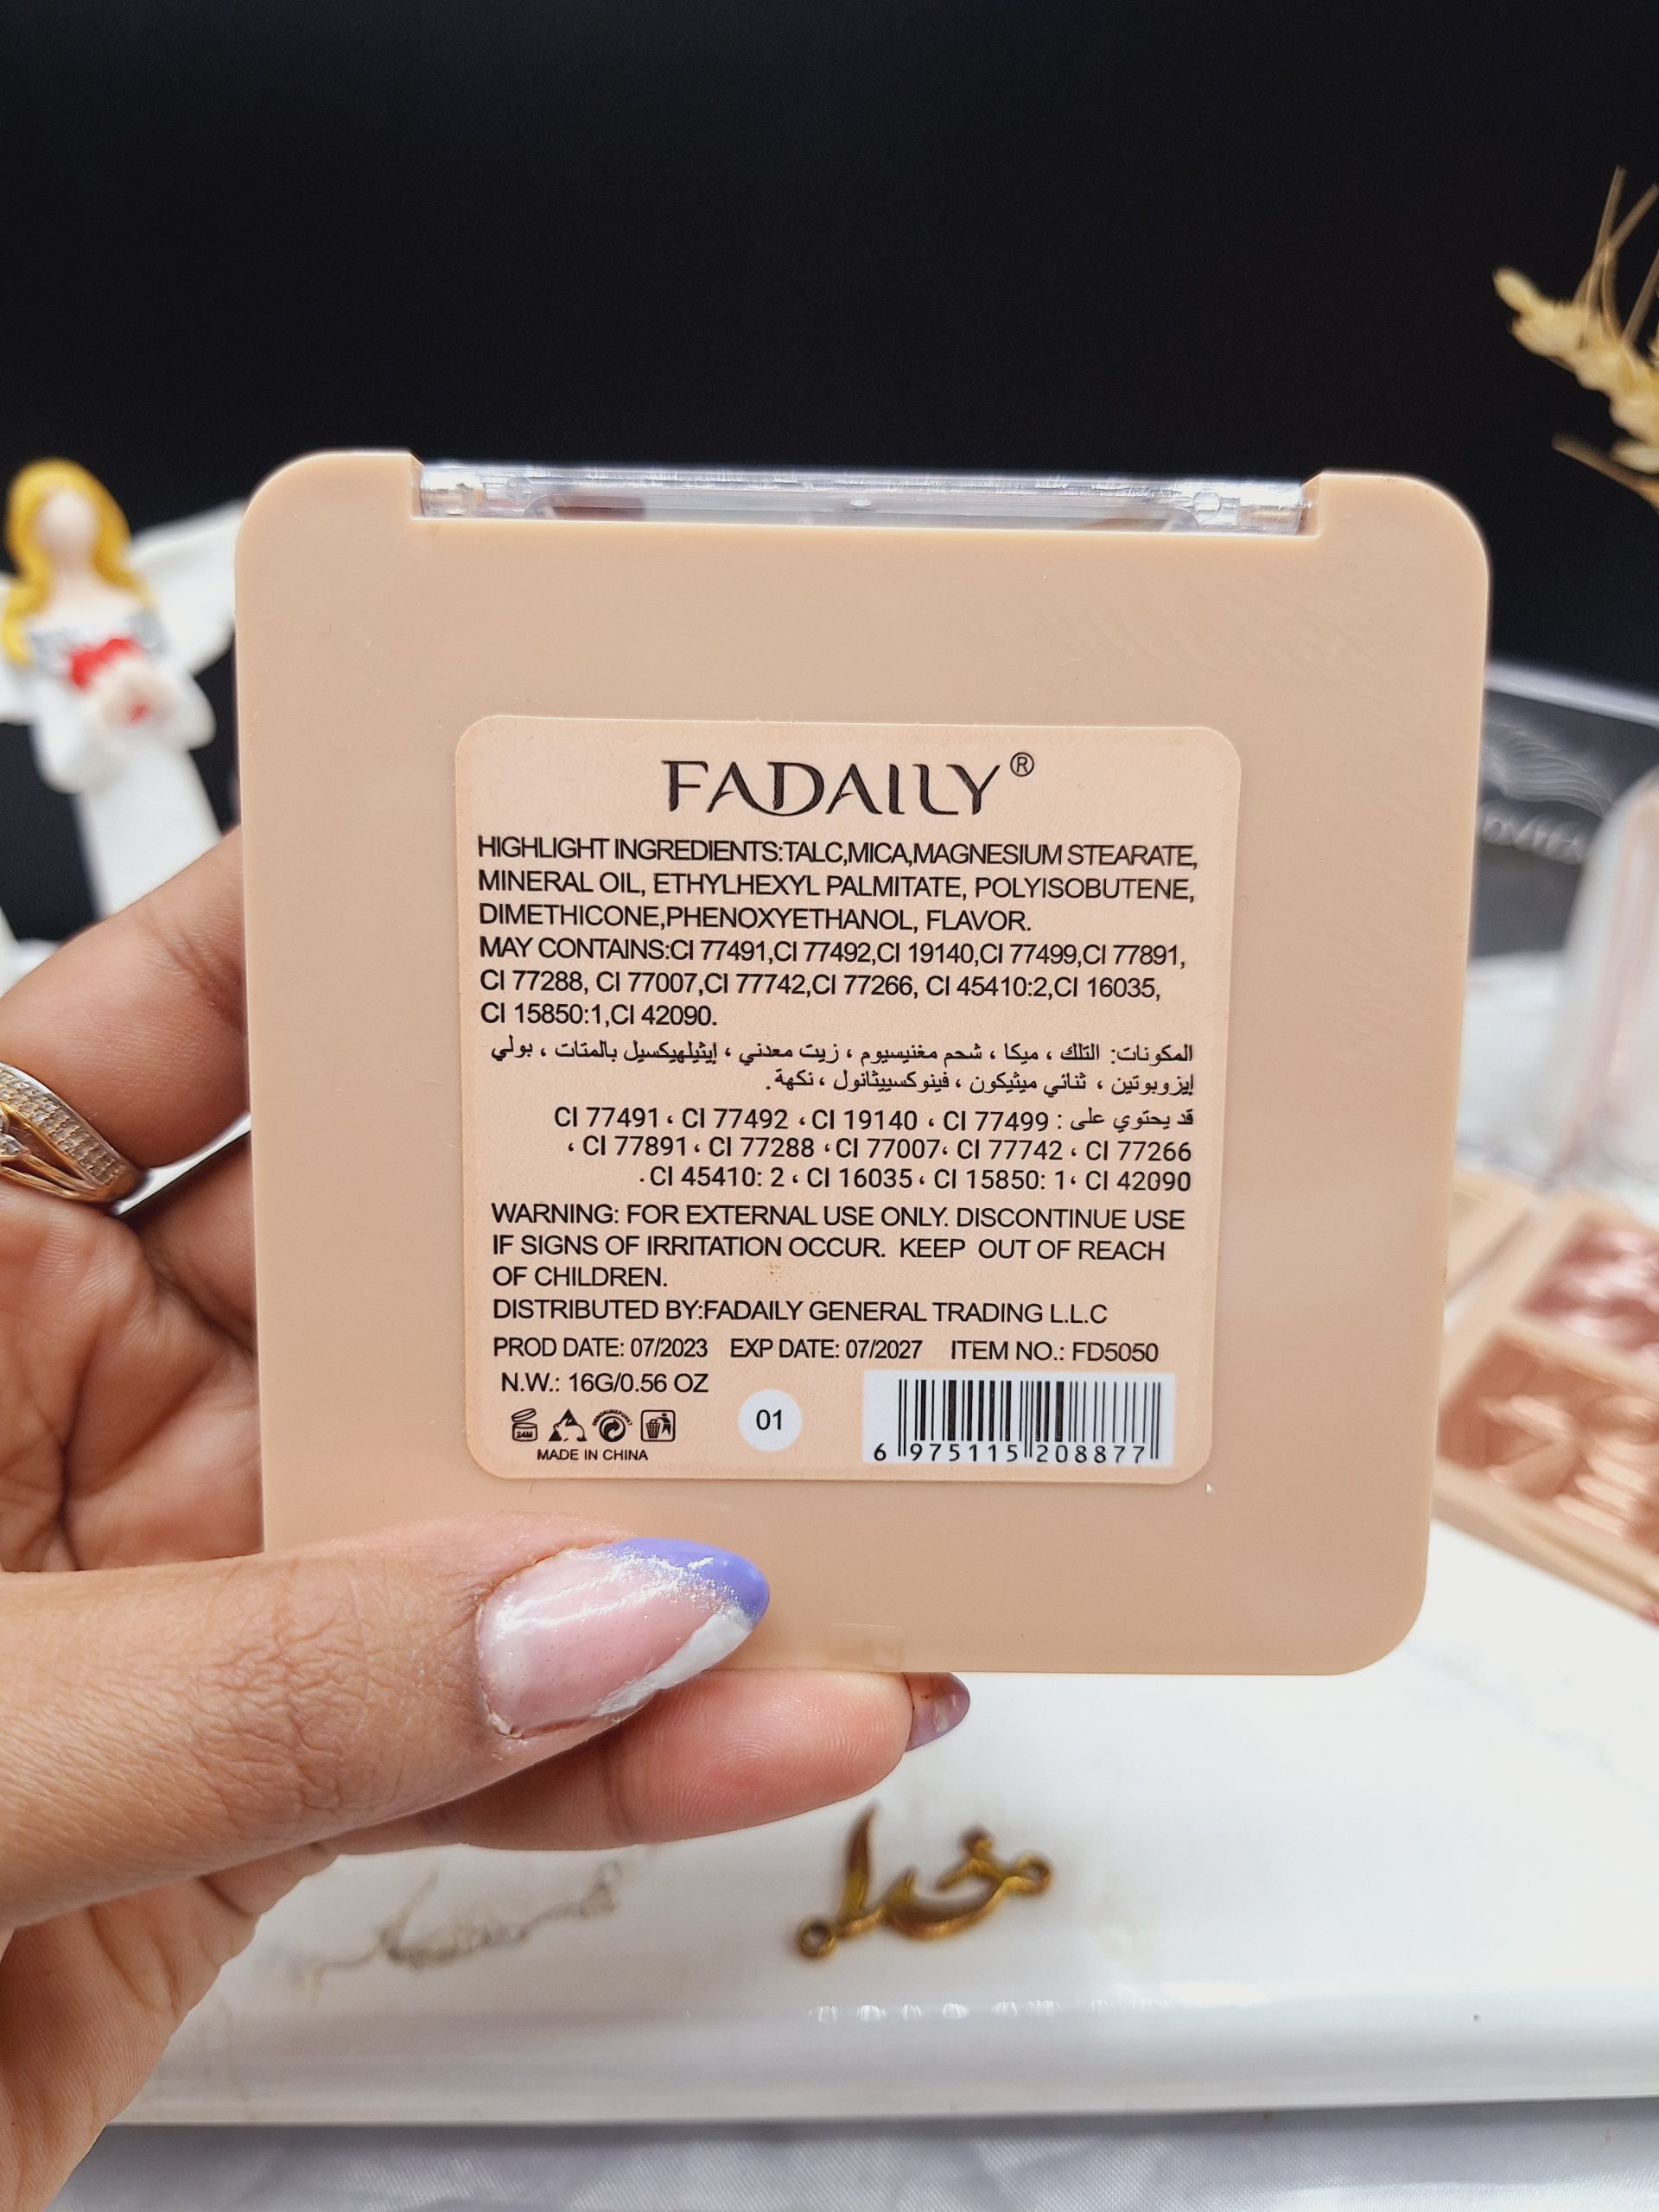 FADAILY®
HIGHLIGHT INGREDIENTS:TALC,MICA,MAGNESIUM STEARATE,
MINERAL OIL, ETHYLHEXYL PALMITATE, POLYISOBUTENE,
DIMETHICONE,PHENOXYETHANOL, FLAVOR.
MAY CONTAINS:CI 77491,CI 77492,CI 19140,CI 77499,CI 77891,
CI 77288, CI 77007,CI 77742,CI 77266, CI 45410:2,CI 16035,
CI 15850:1,CI 42090.
المكونات: التلك ، ميكا ، شحم مغنيسيوم ، زيت معدني ، إيثيلهيكسيل بالمتات ، بولي
إيزوبوتين ، ثنائي ميثيكون ، فينوكسييثانول ، نكهة.
قد يحتوي على : CI 77491 ، CI 77492 ، CI 19140 ، CI 77499
، CI 77891 ، CI 77288 ، CI 77007 ، CI 77742 ، CI 77266
. CI 45410: 2 ، CI 16035 ، CI 15850: 1 ، CI 42090
WARNING: FOR EXTERNAL USE ONLY. DISCONTINUE USE
IF SIGNS OF IRRITATION OCCUR. KEEP OUT OF REACH
OF CHILDREN.
DISTRIBUTED BY:FADAILY GENERAL TRADING L.L.C
PROD DATE: 07/2023 EXP DATE: 07/2027 ITEM NO.: FD5050
N.W.: 16G/0.56 OZ
24M
01
MADE IN CHINA
6 975115 208877